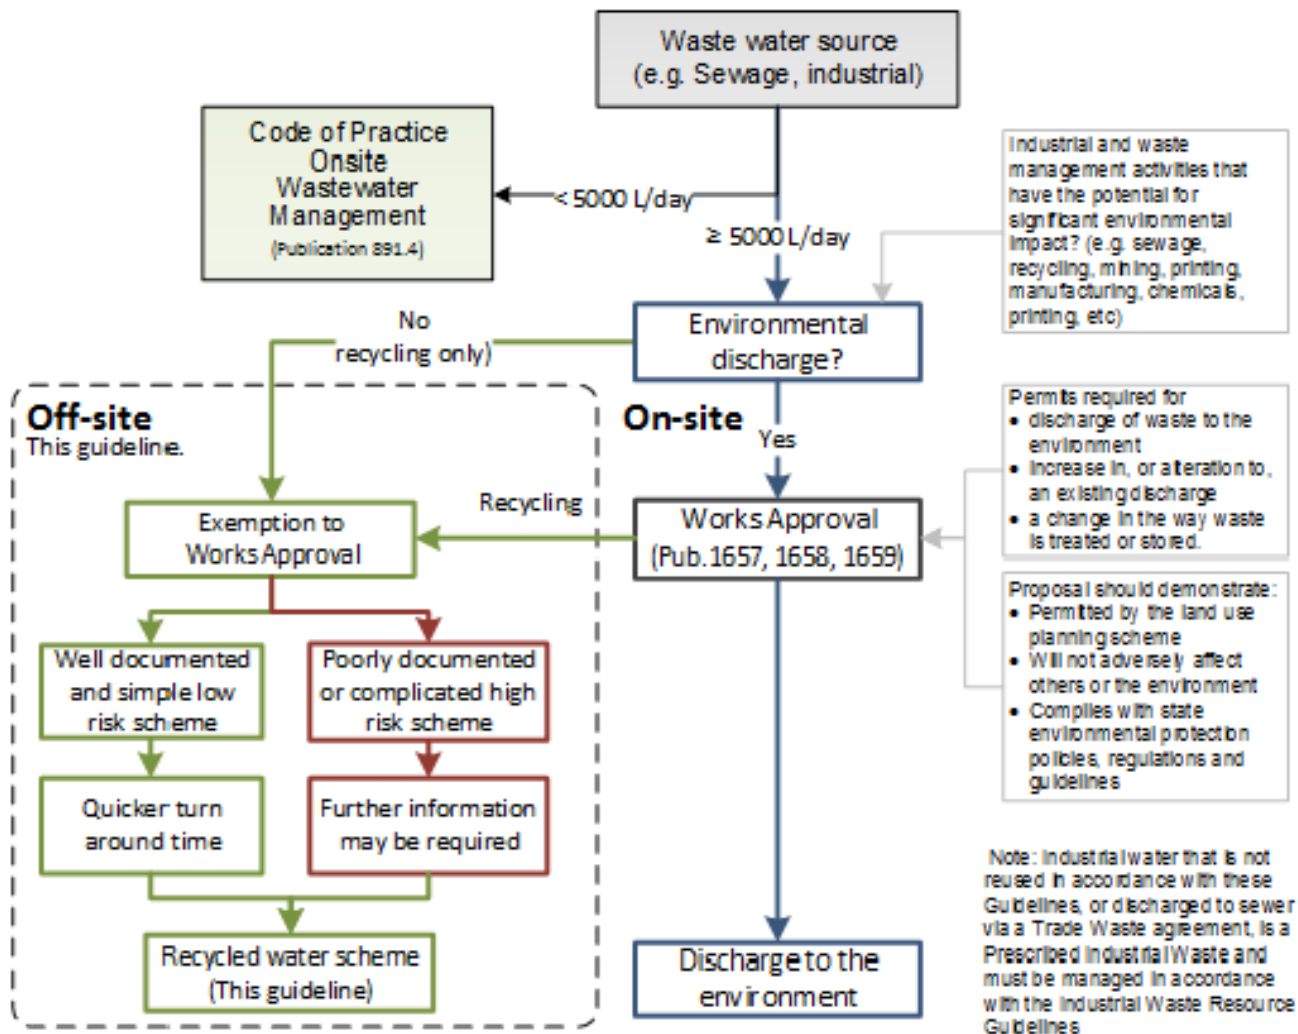 Waste water source
(e.g. Sewage, industrial)
Code of Practice
Onsite
Wastewater
Management
(Publication 891.4)
< 5000 L/day
≥ 5000 L/day
Industrial and waste
management activities that
have the potential for
significant environmental
impact? (e.g. sewage,
recycling, mining, printing,
manufacturing, chemicals,
printing, etc)
Environmental
discharge?
No
recycling only)
Off-site
This guideline.
On-site
Yes
Permits required for
• discharge of waste to the
environment
• increase in, or alteration to,
an existing discharge
• a change in the way waste
is treated or stored.
Exemption to
Works Approval
Recycling
Works Approval
(Pub.1657, 1658, 1659)
Proposal should demonstrate:
• Permitted by the land use
planning scheme
• Will not adversely affect
others or the environment
• Complies with state
environmental protection
policies, regulations and
guidelines
Well documented
and simple low
risk scheme
Poorly documented
or complicated high
risk scheme
Quicker turn
around time
Further information
may be required
Recycled water scheme
(This guideline)
Discharge to the
environment
Note: Industrial water that is not
reused in accordance with these
Guidelines, or discharged to sewer
via a Trade Waste agreement, is a
Prescribed Industrial Waste and
must be managed in accordance
with the Industrial Waste Resource
Guidelines